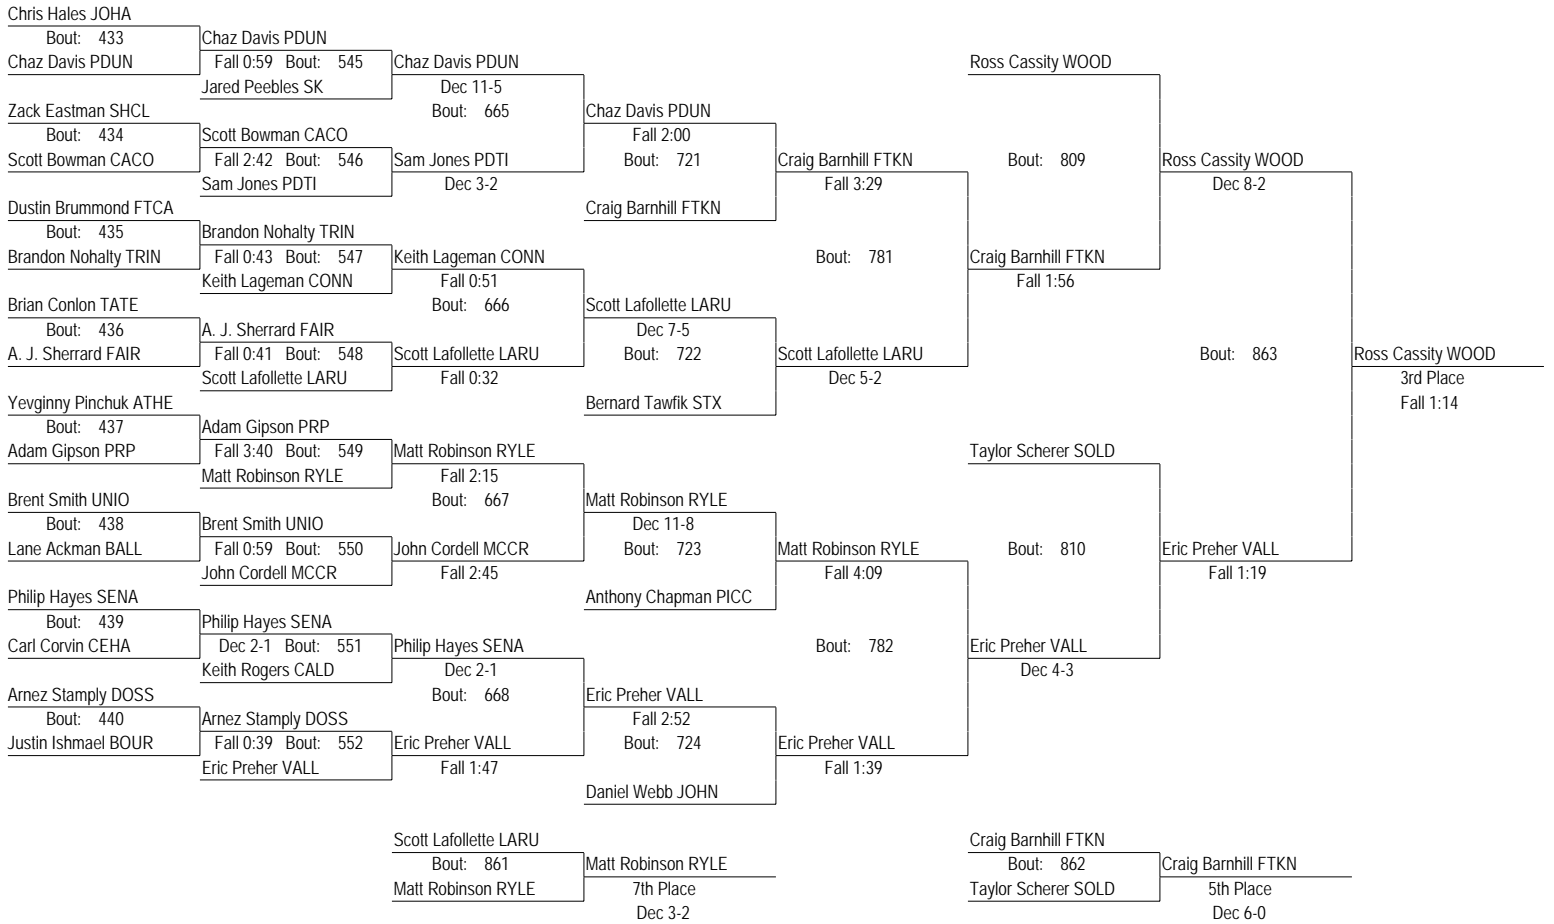 Chris Hales JOHA
Bout: 433
Chaz Davis PDUN
Zack Eastman SHCL
Bout: 434
Scott Bowman CACO
Dustin Brummond FTCA
Bout: 435
Brandon Nohalty TRIN
Brian Conlon TATE
Bout: 436
A. J. Sherrard FAIR
Yevginny Pinchuk ATHE
Bout: 437
Adam Gipson PRP
Brent Smith UNIO
Bout: 438
Lane Ackman BALL
Philip Hayes SENA
Bout: 439
Carl Corvin CEHA
Arnez Stamply DOSS
Bout: 440
Justin Ishmael BOUR
Chaz Davis PDUN
Fall 0:59 Bout: 545
Jared Peebles SK
Scott Bowman CACO
Fall 2:42 Bout: 546
Sam Jones PDTI
Brandon Nohalty TRIN
Fall 0:43 Bout: 547
Keith Lageman CONN
A. J. Sherrard FAIR
Fall 0:41 Bout: 548
Scott Lafollette LARU
Adam Gipson PRP
Fall 3:40 Bout: 549
Matt Robinson RYLE
Brent Smith UNIO
Fall 0:59 Bout: 550
John Cordell MCCR
Philip Hayes SENA
Dec 2-1 Bout: 551
Keith Rogers CALD
Arnez Stamply DOSS
Fall 0:39 Bout: 552
Eric Preher VALL
Chaz Davis PDUN
Dec 11-5
Bout: 665
Sam Jones PDTI
Dec 3-2
Keith Lageman CONN
Fall 0:51
Bout: 666
Scott Lafollette LARU
Fall 0:32
Matt Robinson RYLE
Fall 2:15
Bout: 667
John Cordell MCCR
Fall 2:45
Philip Hayes SENA
Dec 2-1
Bout: 668
Eric Preher VALL
Fall 1:47
Chaz Davis PDUN
Fall 2:00
Bout: 721
Craig Barnhill FTKN
Scott Lafollette LARU
Dec 7-5
Bout: 722
Bernard Tawfik STX
Matt Robinson RYLE
Dec 11-8
Bout: 723
Anthony Chapman PICC
Eric Preher VALL
Fall 2:52
Bout: 724
Daniel Webb JOHN
Craig Barnhill FTKN
Fall 3:29
Bout: 781
Scott Lafollette LARU
Dec 5-2
Matt Robinson RYLE
Fall 4:09
Bout: 782
Eric Preher VALL
Fall 1:39
Ross Cassity WOOD
Bout: 809
Craig Barnhill FTKN
Fall 1:56
Taylor Scherer SOLD
Bout: 810
Eric Preher VALL
Dec 4-3
Ross Cassity WOOD
Dec 8-2
Bout: 863
Eric Preher VALL
Fall 1:19
Ross Cassity WOOD
3rd Place
Fall 1:14
Scott Lafollette LARU
Bout: 861
Matt Robinson RYLE
Matt Robinson RYLE
7th Place
Dec 3-2
Craig Barnhill FTKN
Bout: 862
Taylor Scherer SOLD
Craig Barnhill FTKN
5th Place
Dec 6-0